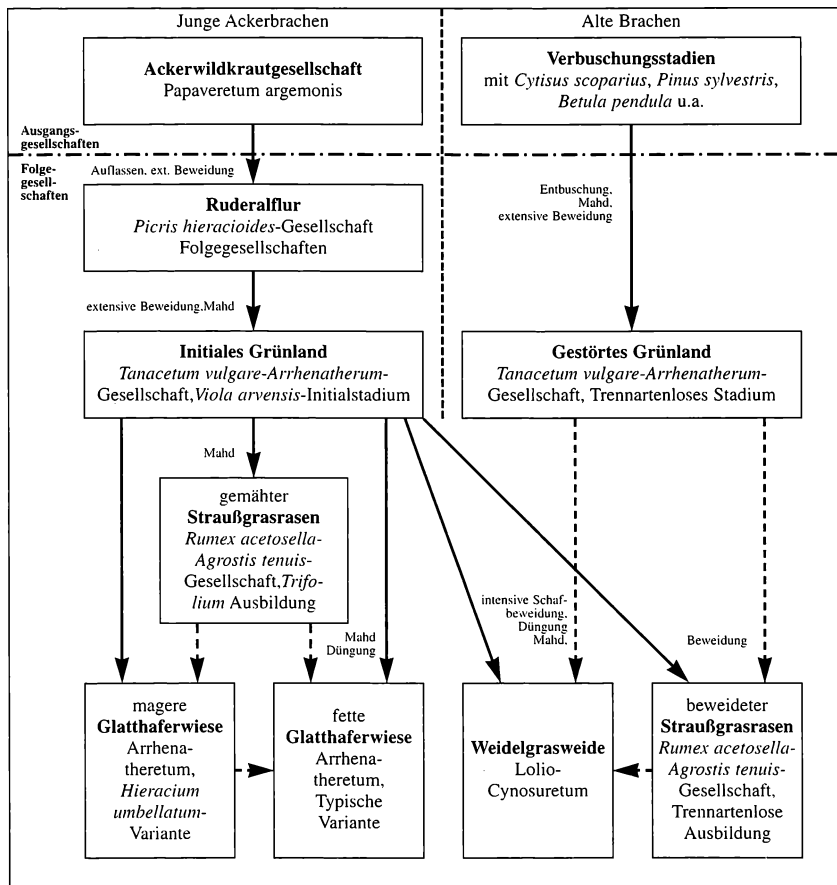 Junge Ackerbrachen
Alte Brachen
Ackerwildkrautgesellschaft
Papaveretum argemonis
Verbuschungsstadien
mit Cytisus scoparius, Pinus sylvestris,
Betula pendula u.a.
Ausgangs-
gesellschaften
Folge-
gesell-
schaften
Auflassen, ext. Beweidung
Ruderalflur
Picris hieracioides-Gesellschaft
Folgegesellschaften
Entbuschung,
Mahd,
extensive Beweidung
extensive Beweidung,Mahd
Initiales Grünland
Tanacetum vulgare-Arrhenatherum-
Gesellschaft,Viola arvensis-Initialstadium
Gestörtes Grünland
Tanacetum vulgare-Arrhenatherum-
Gesellschaft, Trennartenloses Stadium
Mahd
gemähter
Straußgrasrasen
Rumex acetosella-
Agrostis tenuis-
Gesellschaft,Trifo-
lium Ausbildung
Mahd
Düngung
intensive Schaf-
beweidung,
Düngung
Mahd,
Beweidung
magere
Glatthaferwiese
Arrhena-
theretum,
Hieracium
umbellatum-
Variante
fette
Glatthaferwiese
Arrhena-
theretum,
Typische
Variante
Weidelgrasweide
Lolio-
Cynosuretum
beweideter
Straußgrasrasen
Rumex acetosella-
Agrostis tenuis-
Gesellschaft,
Trennartenlose
Ausbildung